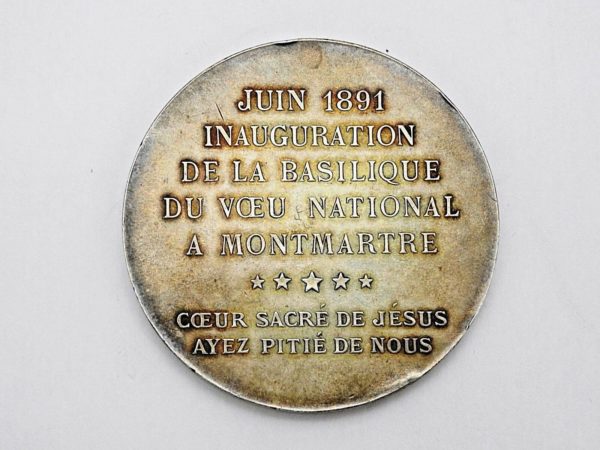 JUIN 1891
INAUGURATION
DE LA BASILIQUE
DU VŒU NATIONAL
A MONTMARTRE
CŒUR SACRÉ DE JÉSUS
AYEZ PITIÉ DE NOUS